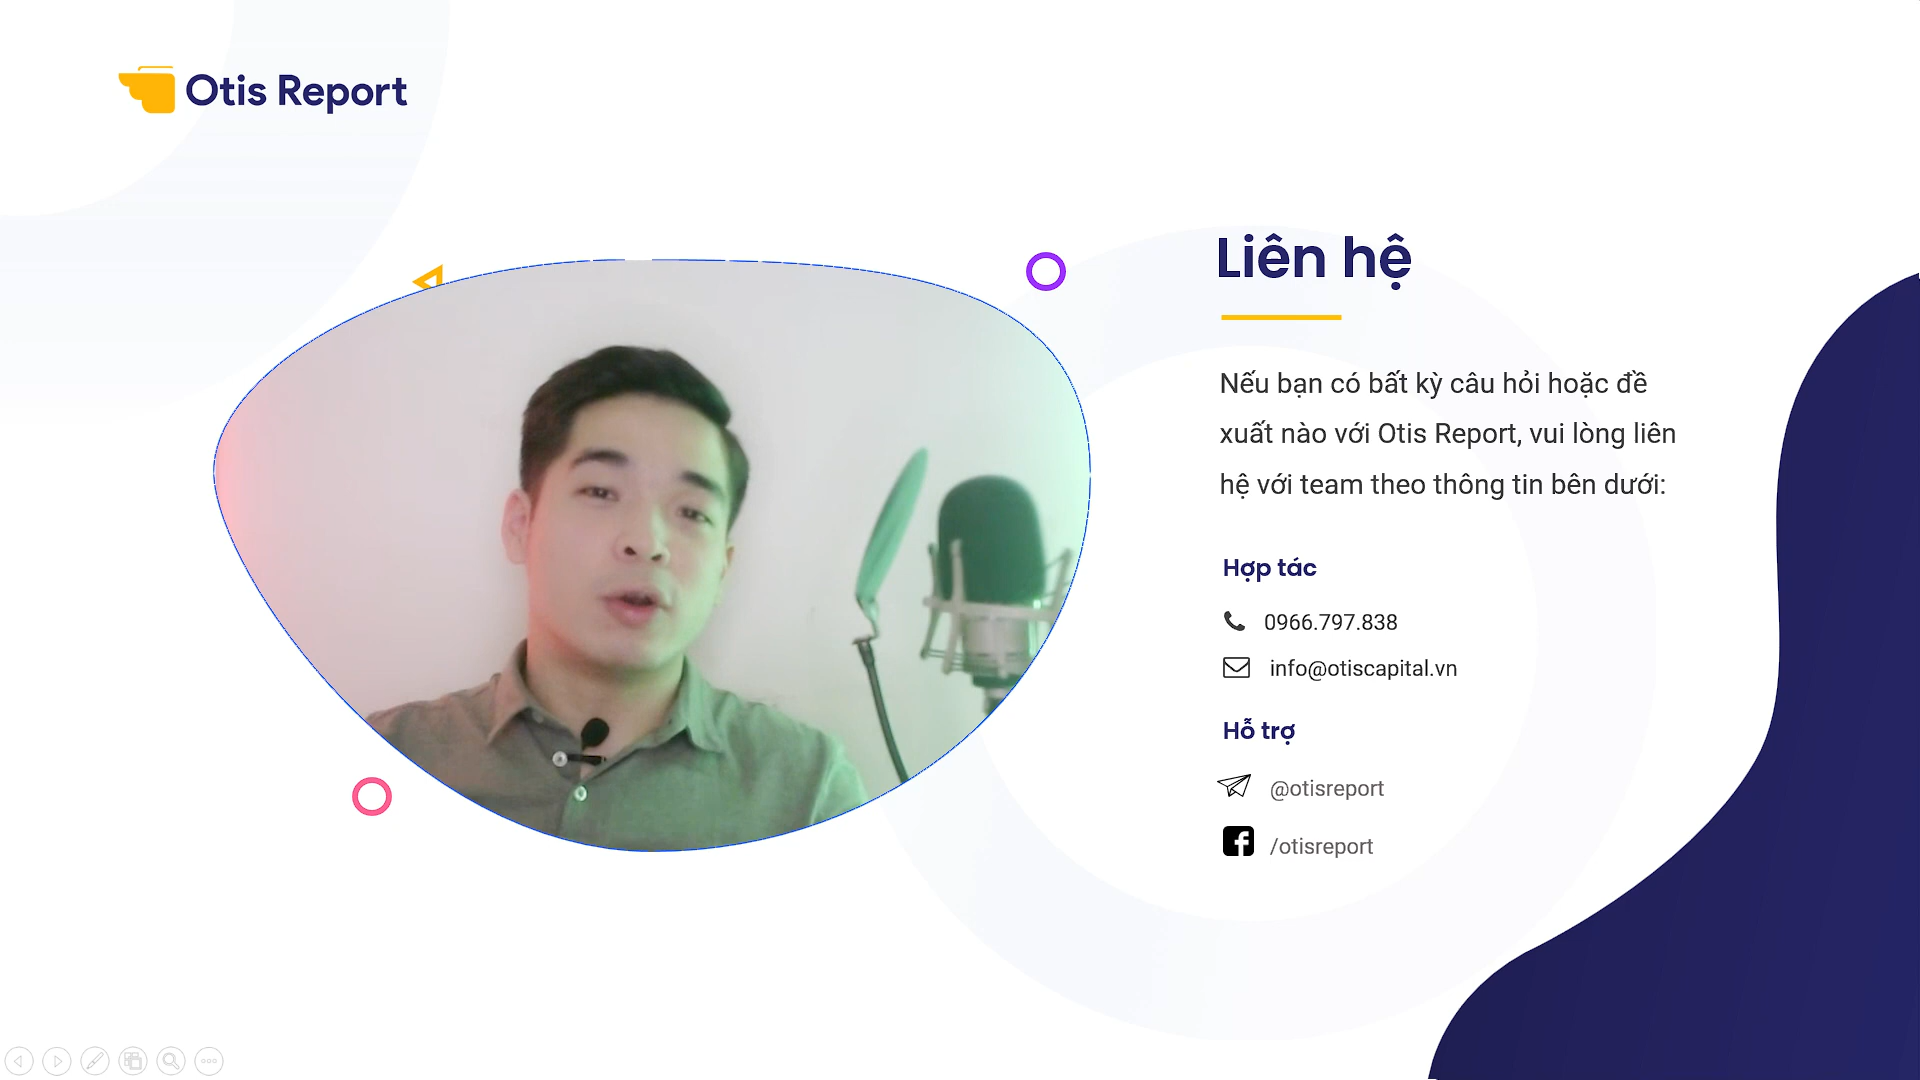 Otis Report
Liên hệ
Nếu bạn có bất kỳ câu hỏi hoặc đề
xuất nào với Otis Report, vui lòng liên
hệ với team theo thông tin bên dưới:
Hợp tác
0966.797.838
info@otiscapital.vn
Hỗ trợ
@otisreport
/otisreport